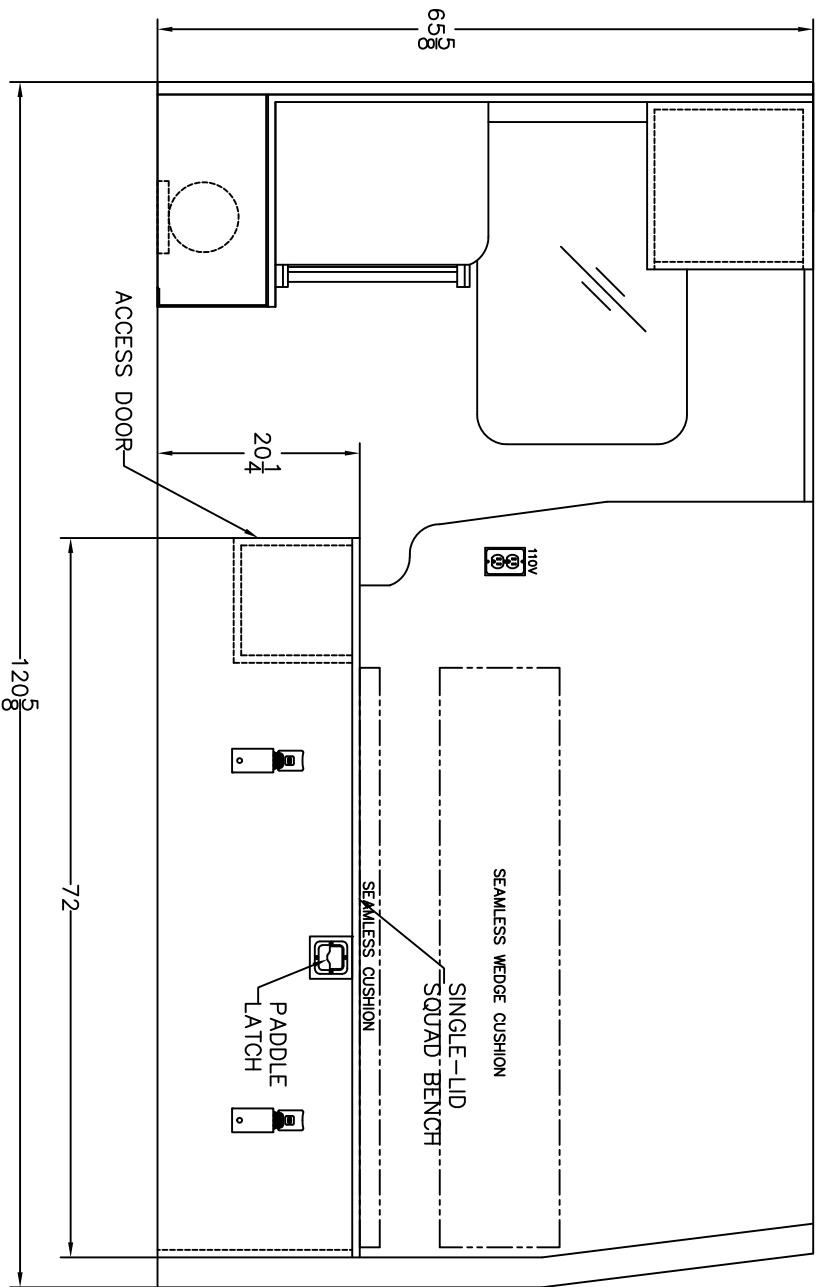 65 5/8
110V
SEAMLESS WEDGE CUSHION
SEAMLESS CUSHION
20 1/4
ACCESS DOOR
SINGLE-LID
SQUAD BENCH
PADDLE
LATCH
72
120 5/8